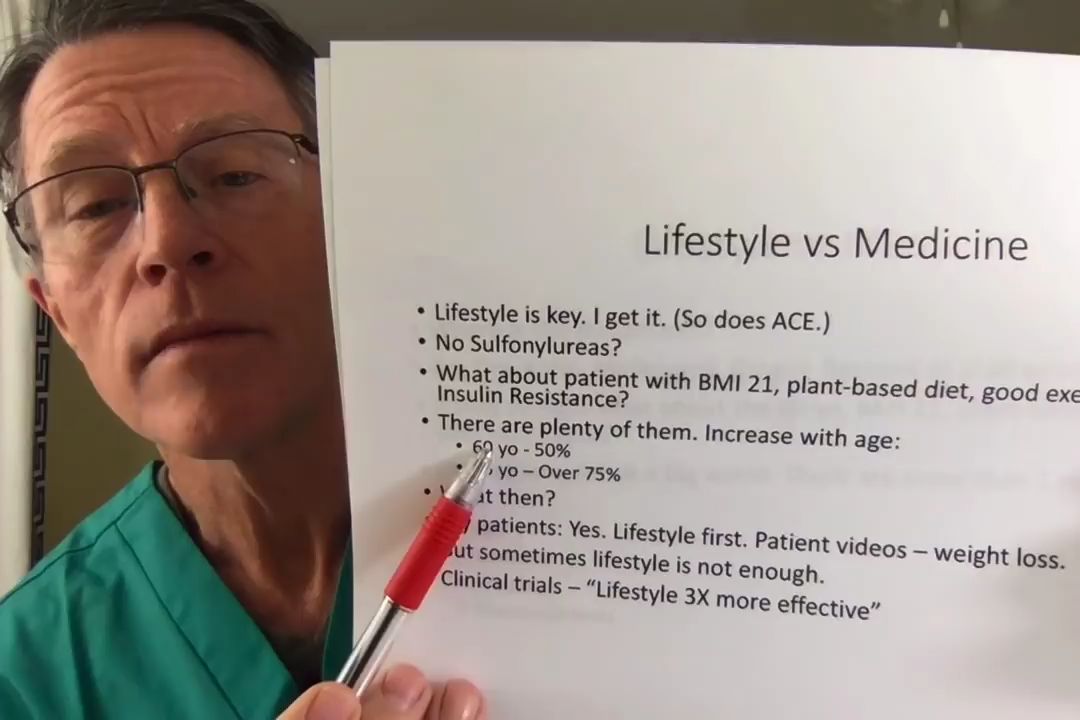 Lifestyle vs Medicine
• Lifestyle is key. I get it. (So does ACE.)
• No Sulfonylureas?
• What about patient with BMI 21, plant-based diet, good exe
Insulin Resistance?
• There are plenty of them. Increase with age:
• 60 yo - 50%
• yo – Over 75%
• at then?
patients: Yes. Lifestyle first. Patient videos – weight loss.
ut sometimes lifestyle is not enough.
Clinical trials – “Lifestyle 3X more effective”